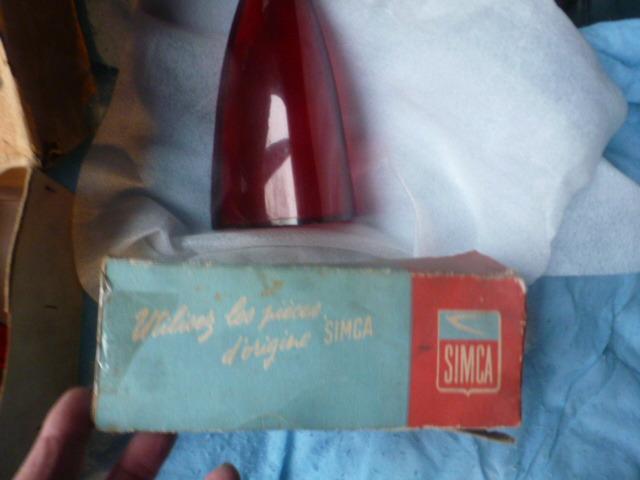 Utilisez les pièces
d'origine SIMCA
SIMCA